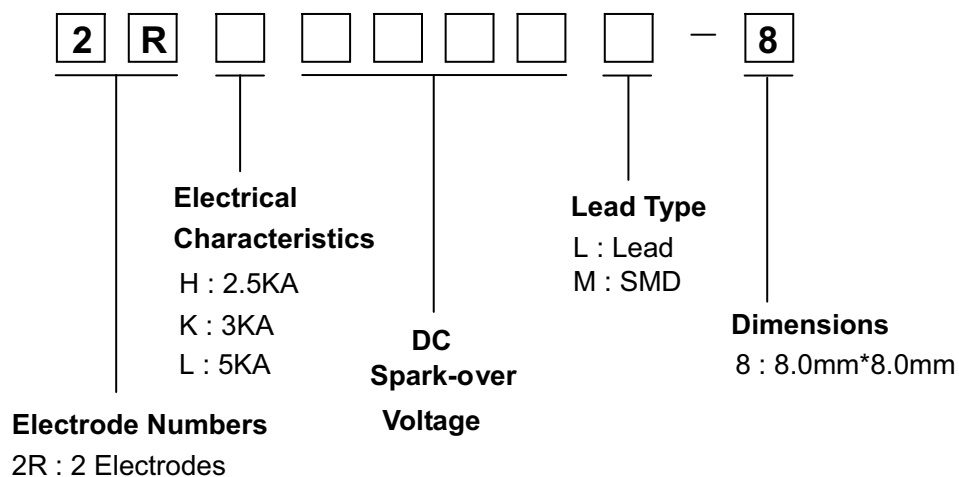 2 R — 8
Electrical
Characteristics
H : 2.5KA
K : 3KA
L : 5KA
Lead Type
L : Lead
M : SMD
DC
Spark-over
Voltage
Dimensions
8 : 8.0mm*8.0mm
Electrode Numbers
2R : 2 Electrodes